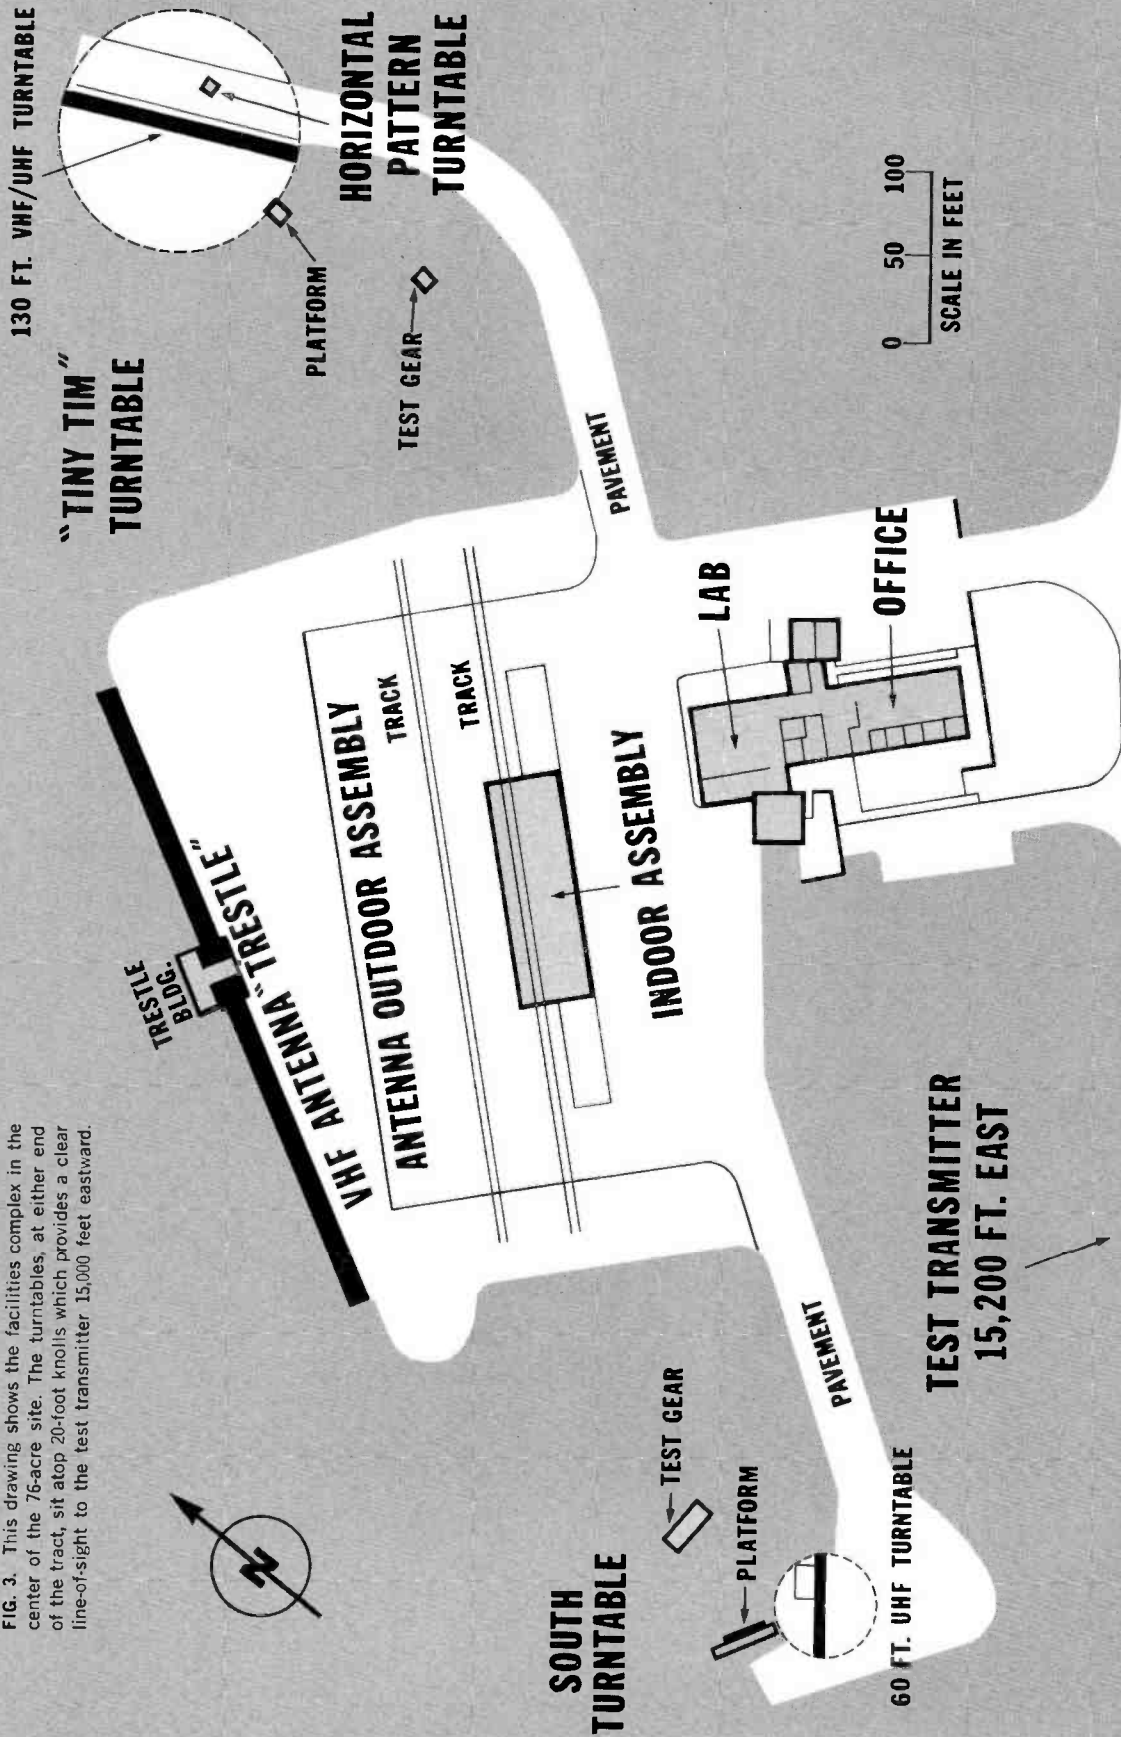 FIG. 3. This drawing shows the facilities complex in the
center of the 76-acre site. The turntables, at either end
of the tract, sit atop 20-foot knolls which provides a clear
line-of-sight to the test transmitter 15,000 feet eastward.
130 FT. VHF/UHF TURNTABLE
"TINY TIM"
TURNTABLE
HORIZONTAL
PATTERN
TURNTABLE
PLATFORM
TEST GEAR
TRESTLE
BLDG.
VHF ANTENNA "TRESTLE"
ANTENNA OUTDOOR ASSEMBLY
TRACK
TRACK
PAVEMENT
INDOOR ASSEMBLY
LAB
OFFICE
0 50 100
SCALE IN FEET
N
SOUTH
TURNTABLE
TEST GEAR
PLATFORM
PAVEMENT
60 FT. UHF TURNTABLE
TEST TRANSMITTER
15,200 FT. EAST